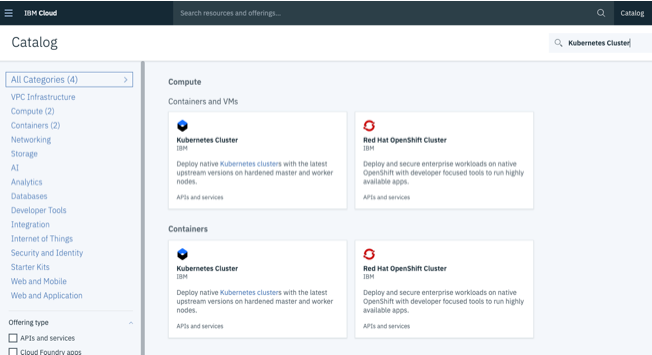 IBM Cloud
Search resources and offerings...
Catalog
Catalog
Kubernetes Cluster
All Categories (4)
VPC Infrastructure
Compute (2)
Containers (2)
Networking
Storage
AI
Analytics
Databases
Developer Tools
Integration
Internet of Things
Security and Identity
Starter Kits
Web and Mobile
Web and Application
Offering type
APIs and services
Cloud Foundry apps
Compute
Containers and VMs
Kubernetes Cluster
IBM
Deploy native Kubernetes clusters with the latest
upstream versions on hardened master and worker
nodes.
APIs and services
Red Hat OpenShift Cluster
IBM
Deploy and secure enterprise workloads on native
OpenShift with developer focused tools to run highly
available apps.
APIs and services
Containers
Kubernetes Cluster
IBM
Deploy native Kubernetes clusters with the latest
upstream versions on hardened master and worker
nodes.
APIs and services
Red Hat OpenShift Cluster
IBM
Deploy and secure enterprise workloads on native
OpenShift with developer focused tools to run highly
available apps.
APIs and services